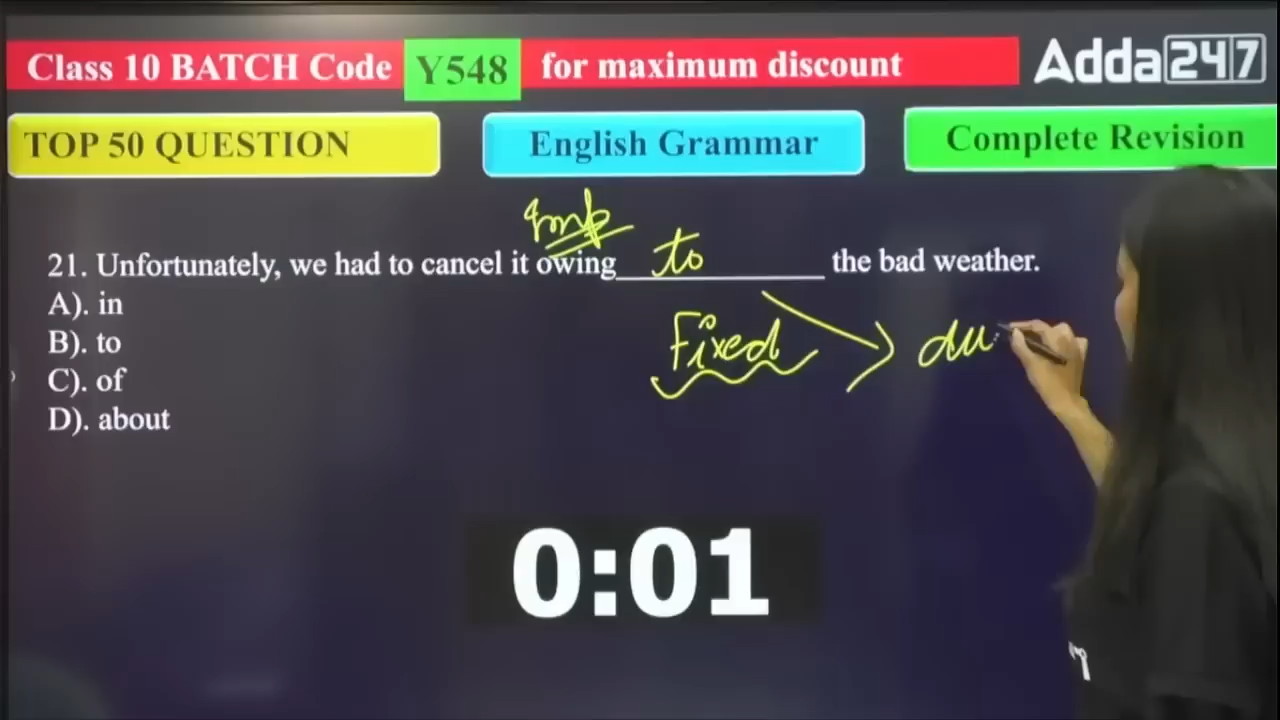 Class 10 BATCH Code Y548 for maximum discount
Adda247
TOP 50 QUESTION
English Grammar
Complete Revision
Imp
21. Unfortunately, we had to cancel it owing to the bad weather.
A). in
Fixed
du
B). to
C). of
D). about
0:01